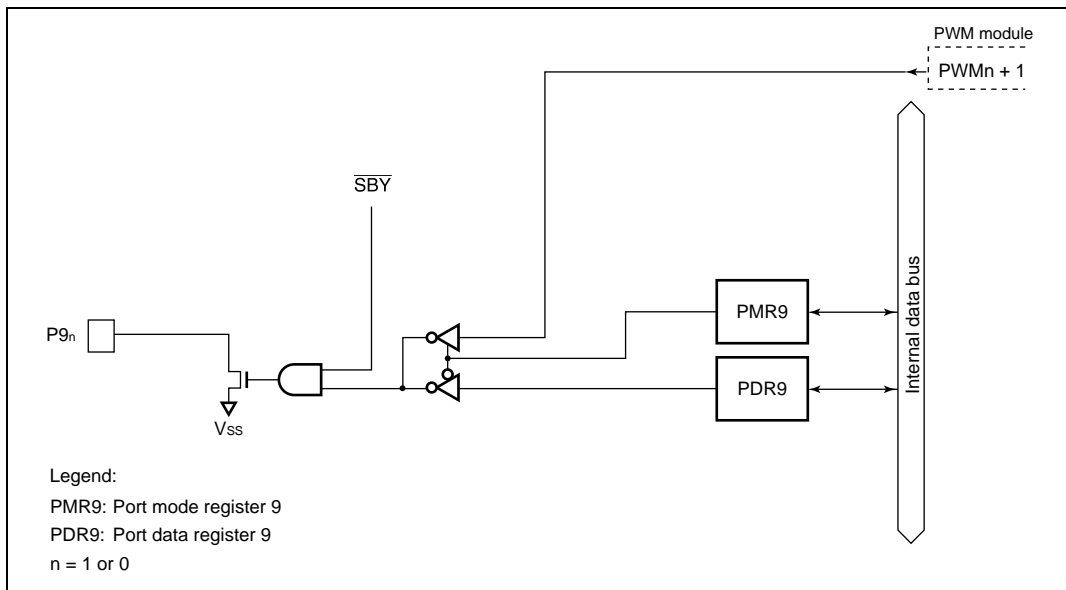 PWM module
PWMn + 1
SBY
PMR9
PDR9
Internal data bus
P9n
VSS
Legend:
PMR9: Port mode register 9
PDR9: Port data register 9
n = 1 or 0